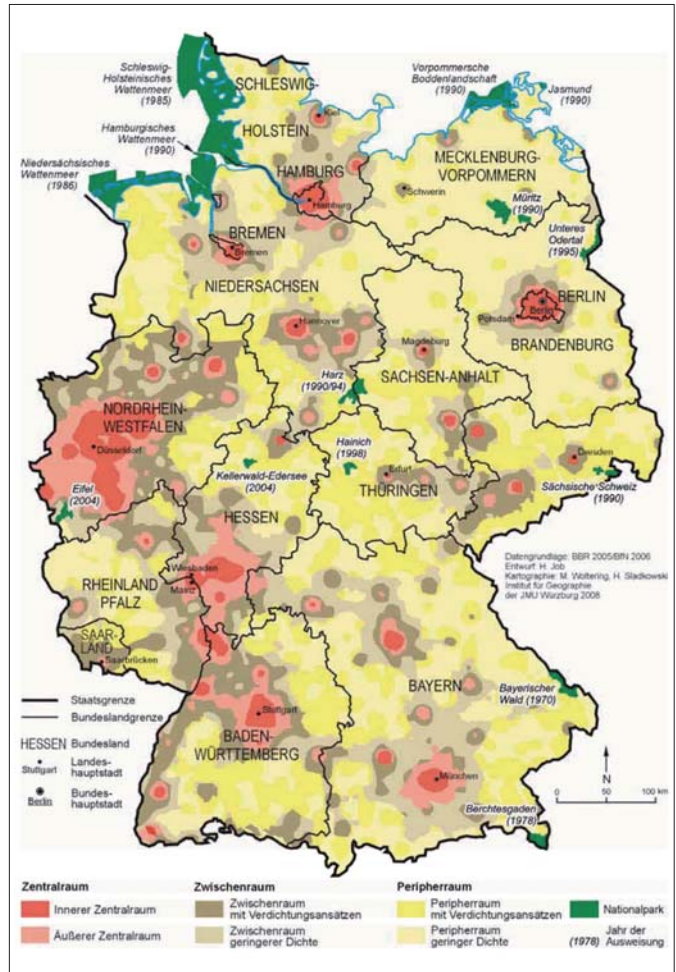 Schleswig-
Holsteinisches
Wattenmeer
(1985)
Hamburgisches
Wattenmeer
(1990)
Niedersächsisches
Wattenmeer
(1986)
SCHLESWIG-
HOLSTEIN
Kiel
Vorpommersche
Boddenlandschaft
(1990)
Jasmund
(1990)
MECKLENBURG-
VORPOMMERN
Schwerin
Müritz
(1990)
Unteres
Odertal
(1995)
HAMBURG
Hamburg
BREMEN
Bremen
NIEDERSACHSEN
Hannover
BERLIN
Berlin
Potsdam
BRANDENBURG
Magdeburg
SACHSEN-ANHALT
Harz
(1990/94)
NORDRHEIN-
WESTFALEN
Düsseldorf
Eifel
(2004)
Kellerwald-Edersee
(2004)
Hainich
(1998)
Erfurt
THÜRINGEN
Dresden
Sächsische Schweiz
(1990)
HESSEN
Wiesbaden
Mainz
RHEINLAND
PFALZ
SAAR-
LAND
Saarbrücken
Datengrundlage: BBR 2005/BfN 2006
Entwurf: H. Job
Kartographie: M. Woltering, H. Sladkowski
Institut für Geographie
der JMU Würzburg 2008
BAYERN
Bayerischer
Wald (1970)
Stuttgart
BADEN-
WÜRTTEMBERG
München
Berchtesgaden
(1978)
Staatsgrenze
Bundeslandgrenze
HESSEN Bundesland
Stuttgart Landes-
hauptstadt
Berlin Bundes-
hauptstadt
N
0 50 100 km
Zentralraum
Innerer Zentralraum
Äußerer Zentralraum
Zwischenraum
Zwischenraum
mit Verdichtungsansätzen
Zwischenraum
geringerer Dichte
Peripherraum
Peripherraum
mit Verdichtungsansätzen
Peripherraum
geringer Dichte
Nationalpark
(1978) Jahr der
Ausweisung